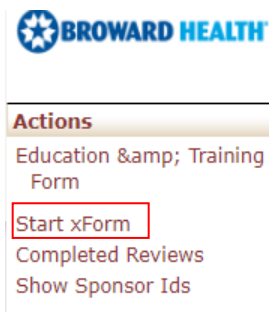 BROWARD HEALTH
Actions
Education &amp; Training
Form
Start xForm
Completed Reviews
Show Sponsor Ids